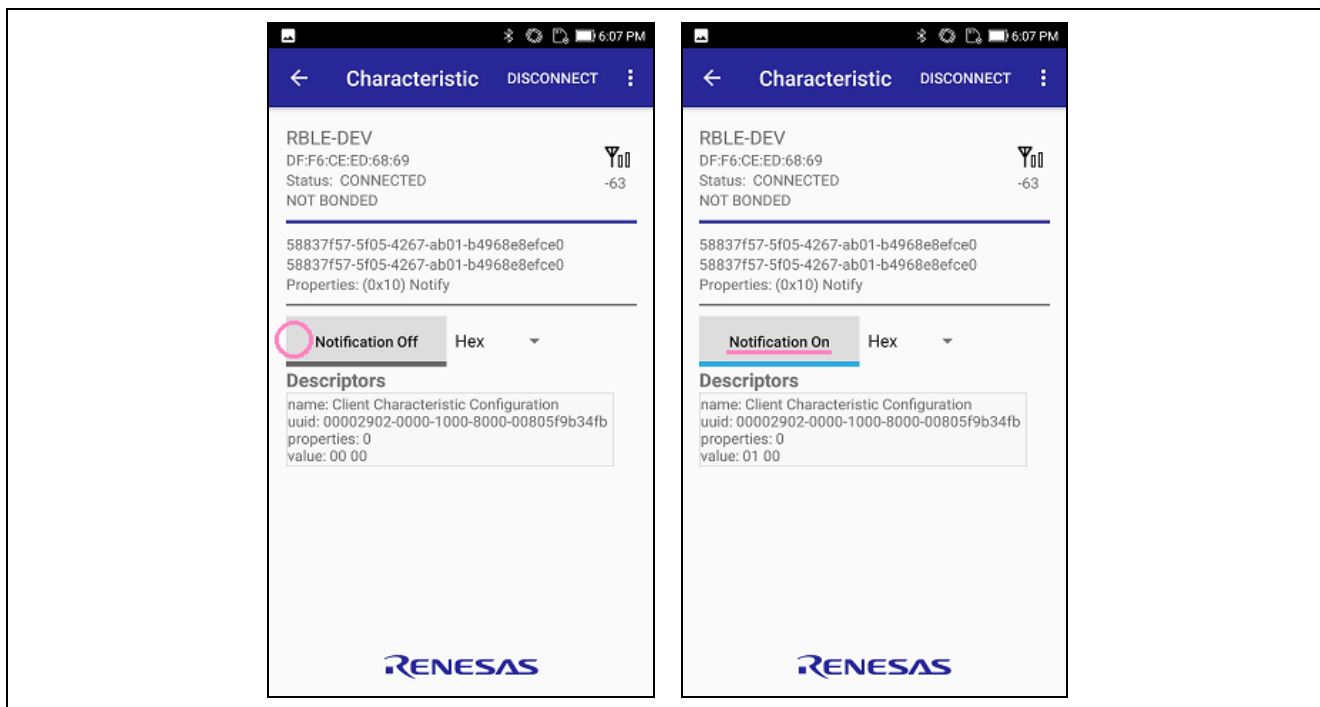 6:07 PM
Characteristic DISCONNECT
RBLE-DEV
DF:F6:CE:ED:68:69
Status: CONNECTED
-63
NOT BONDED
58837f57-5f05-4267-ab01-b4968e8efce0
58837f57-5f05-4267-ab01-b4968e8efce0
Properties: (0x10) Notify
Notification Off Hex
Descriptors
name: Client Characteristic Configuration
uuid: 00002902-0000-1000-8000-00805f9b34fb
properties: 0
value: 00 00
RENESAS
6:07 PM
Characteristic DISCONNECT
RBLE-DEV
DF:F6:CE:ED:68:69
Status: CONNECTED
-63
NOT BONDED
58837f57-5f05-4267-ab01-b4968e8efce0
58837f57-5f05-4267-ab01-b4968e8efce0
Properties: (0x10) Notify
Notification On Hex
Descriptors
name: Client Characteristic Configuration
uuid: 00002902-0000-1000-8000-00805f9b34fb
properties: 0
value: 01 00
RENESAS